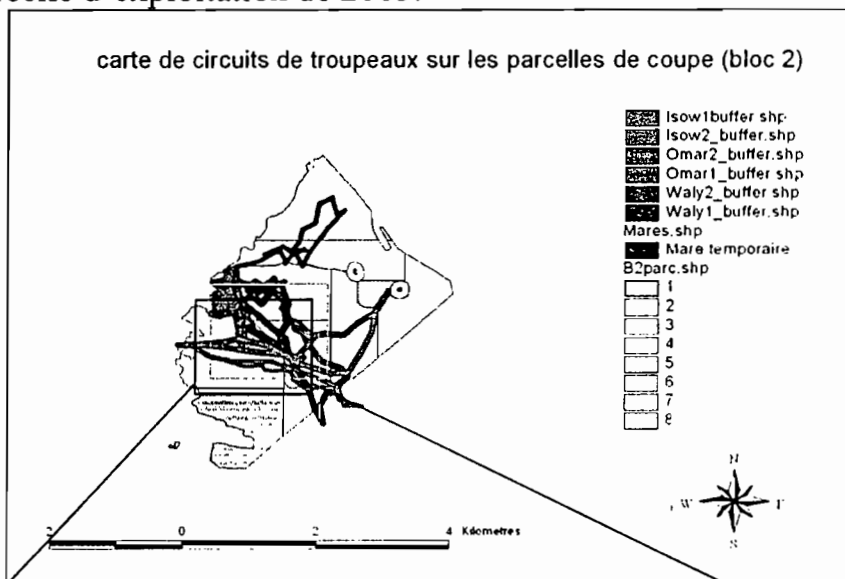 carte de circuits de troupeaux sur les parcelles de coupe (bloc 2)
Isow1buffer shp
Isow2_buffer.shp
Omar2_buffer.shp
Omar1_buffer shp
Waly2_buffer shp
Waly1_buffer.shp
Mares.shp
Mare temporaire
B2parc.shp
1
2
3
4
5
6
7
8
N
W
S
2 0 2 4 Kilometres